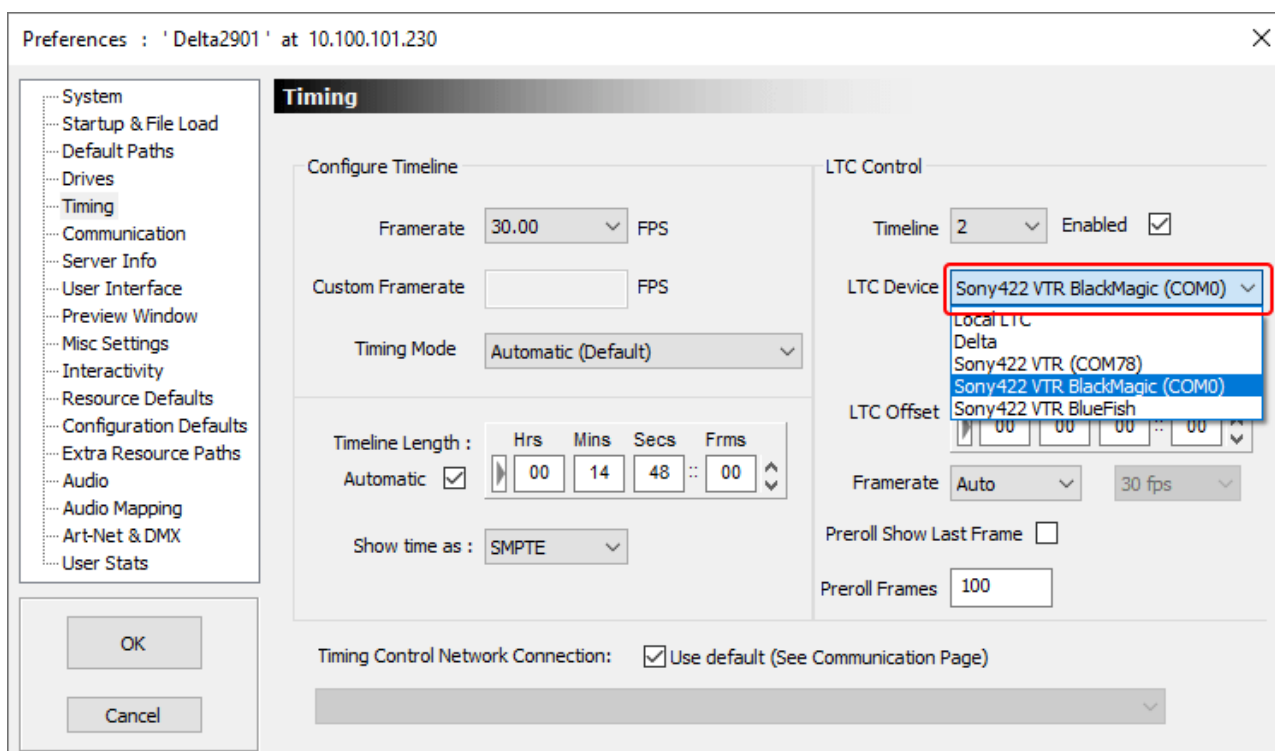 Preferences : ' Delta2901 ' at 10.100.101.230
System
Startup & File Load
Default Paths
Drives
Timing
Communication
Server Info
User Interface
Preview Window
Misc Settings
Interactivity
Resource Defaults
Configuration Defaults
Extra Resource Paths
Audio
Audio Mapping
Art-Net & DMX
User Stats
OK
Cancel
Timing
Configure Timeline
Framerate 30.00 FPS
Custom Framerate FPS
Timing Mode Automatic (Default)
Timeline Length :
Automatic
Hrs Mins Secs Frms
00 14 48 :: 00
Show time as : SMPTE
LTC Control
Timeline 2 Enabled
LTC Device Sony422 VTR BlackMagic (COM0)
Local LTC
Delta
Sony422 VTR (COM78)
Sony422 VTR BlackMagic (COM0)
Sony422 VTR BlueFish
LTC Offset 00 00 00 :: 00
Framerate Auto 30 fps
Preroll Show Last Frame
Preroll Frames 100
Timing Control Network Connection: Use default (See Communication Page)